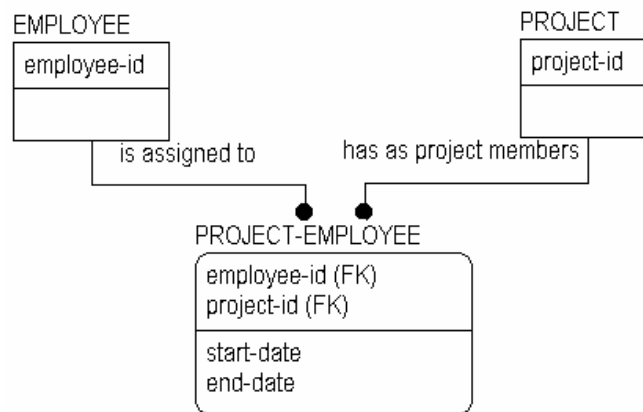 EMPLOYEE
employee-id
PROJECT
project-id
is assigned to
has as project members
PROJECT-EMPLOYEE
employee-id (FK)
project-id (FK)
start-date
end-date